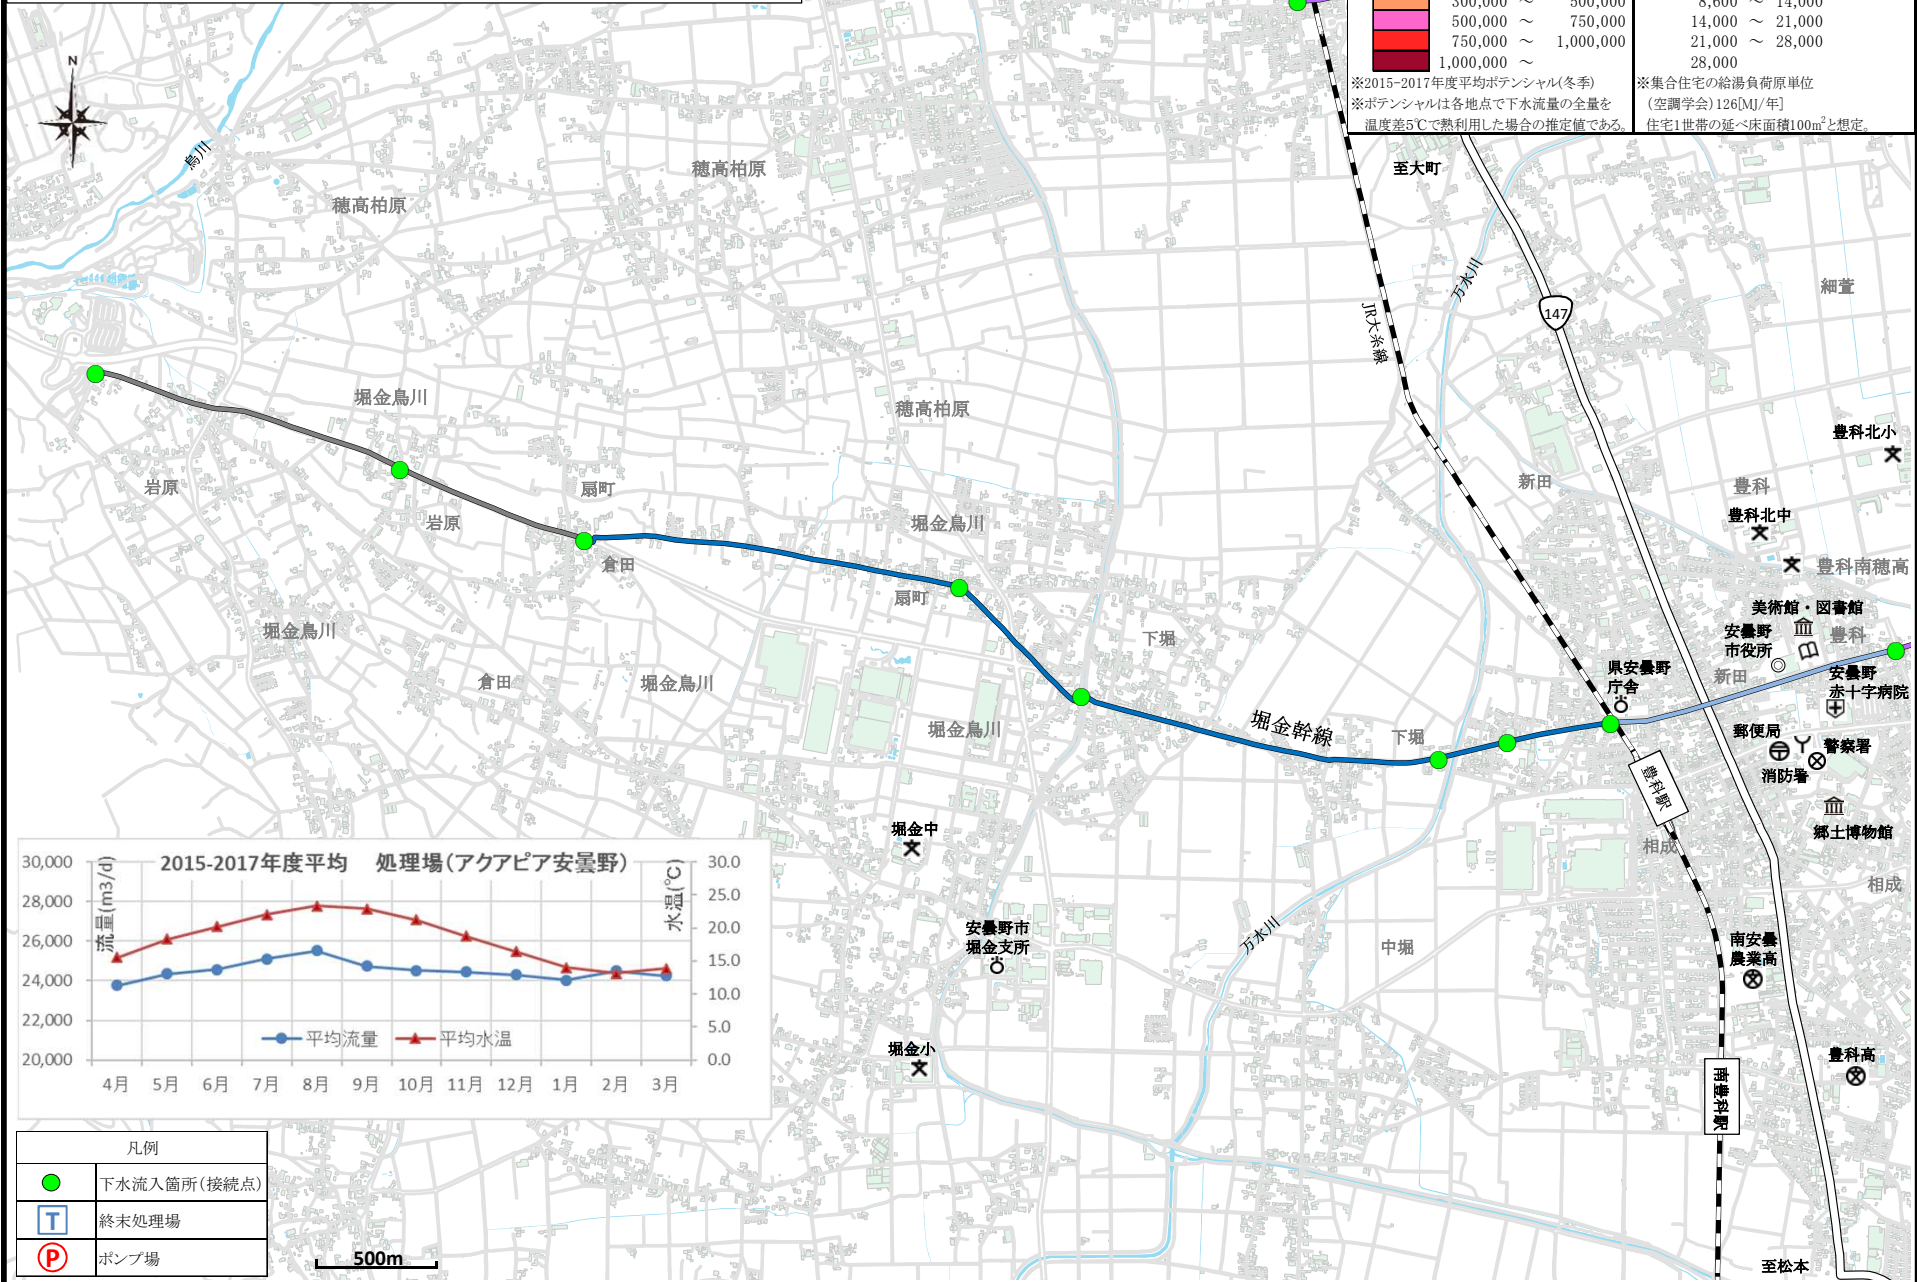 300,000 ～ 500,000
8,600 ～ 14,000
500,000 ～ 750,000
14,000 ～ 21,000
750,000 ～ 1,000,000
21,000 ～ 28,000
1,000,000 ～
28,000
※2015-2017年度平均ポテンシャル(冬季)
※ポテンシャルは各地点で下水流量の全量を
温度差5℃で熱利用した場合の推定値である。
※集合住宅の給湯負荷原単位
(空調学会)126[MJ/年]
住宅1世帯の延べ床面積100m²と想定。
N
烏川
穂高柏原
穂高柏原
至大町
万水川
147
細萱
JR大糸線
堀金烏川
穂高柏原
豊科北小
岩原
扇町
新田
豊科
岩原
堀金烏川
豊科北中
倉田
豊科南穂高
扇町
美術館・図書館
堀金烏川
下堀
安曇野
市役所
豊科
倉田
堀金烏川
県安曇野
庁舎
新田
安曇野
赤十字病院
堀金烏川
堀金幹線
下堀
郵便局
警察署
消防署
豊科駅
堀金中
郷土博物館
相成
相成
安曇野市
堀金支所
万水川
中堀
南安曇
農業高
堀金小
豊科高
南豊科駅
至松本
2015-2017年度平均 処理場(アクアピア安曇野)
流量(m3/d)
水温(℃)
30,000
28,000
26,000
24,000
22,000
20,000
30.0
25.0
20.0
15.0
10.0
5.0
0.0
平均流量 平均水温
4月 5月 6月 7月 8月 9月 10月 11月 12月 1月 2月 3月
凡例
下水流入箇所(接続点)
T 終末処理場
P ポンプ場
500m